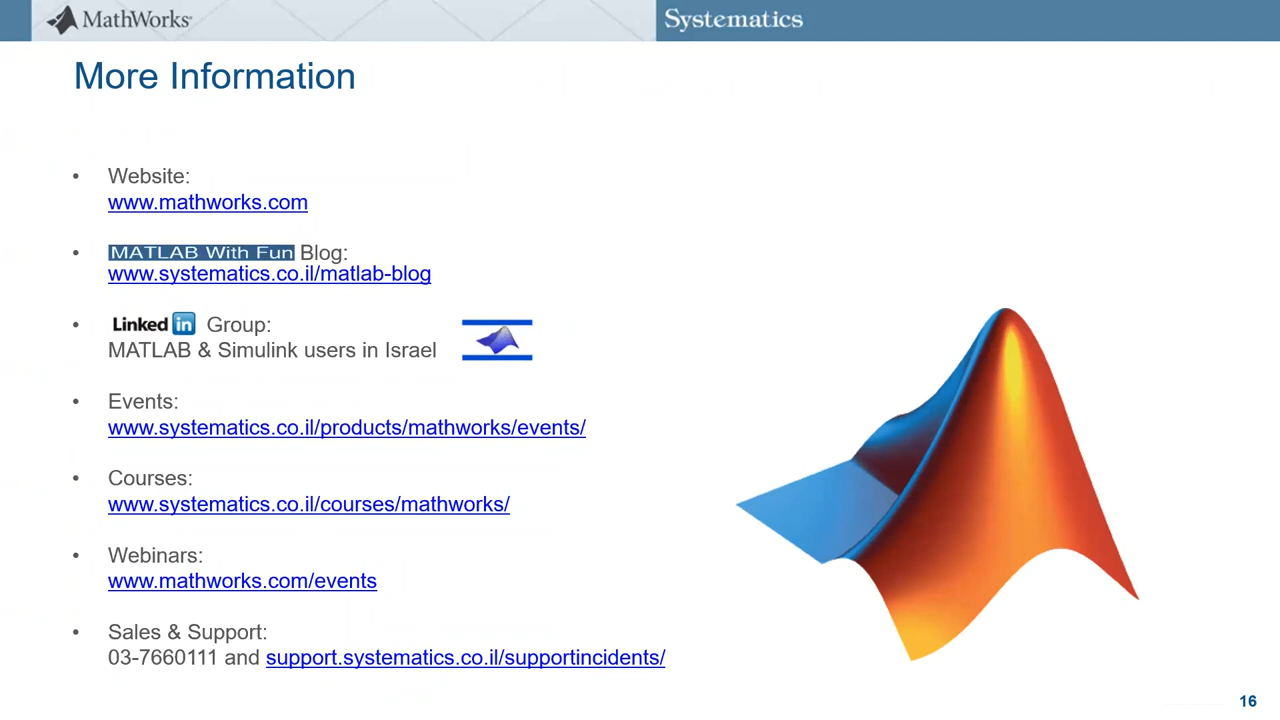 MathWorks
Systematics
More Information
• Website:
www.mathworks.com
• MATLAB With Fun Blog:
www.systematics.co.il/matlab-blog
• Linked in Group:
MATLAB & Simulink users in Israel
• Events:
www.systematics.co.il/products/mathworks/events/
• Courses:
www.systematics.co.il/courses/mathworks/
• Webinars:
www.mathworks.com/events
• Sales & Support:
03-7660111 and support.systematics.co.il/supportincidents/
16